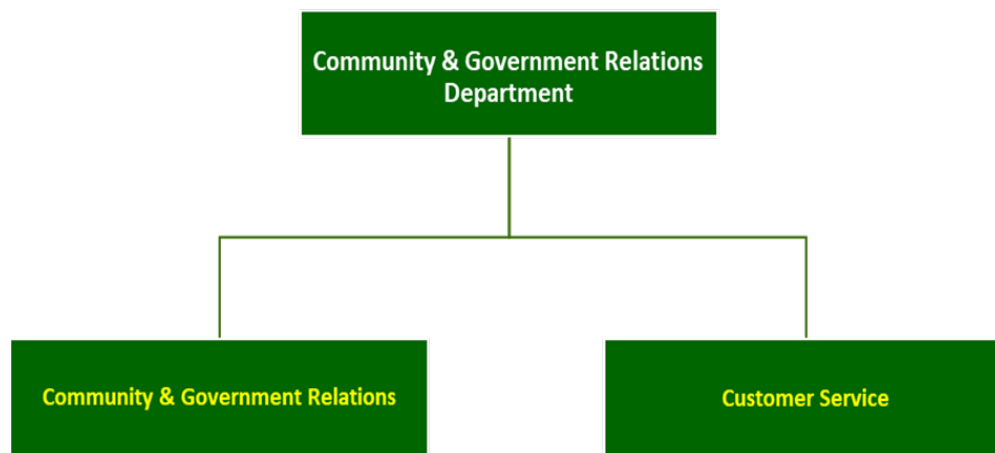 Community & Government Relations
Department
Community & Government Relations
Customer Service